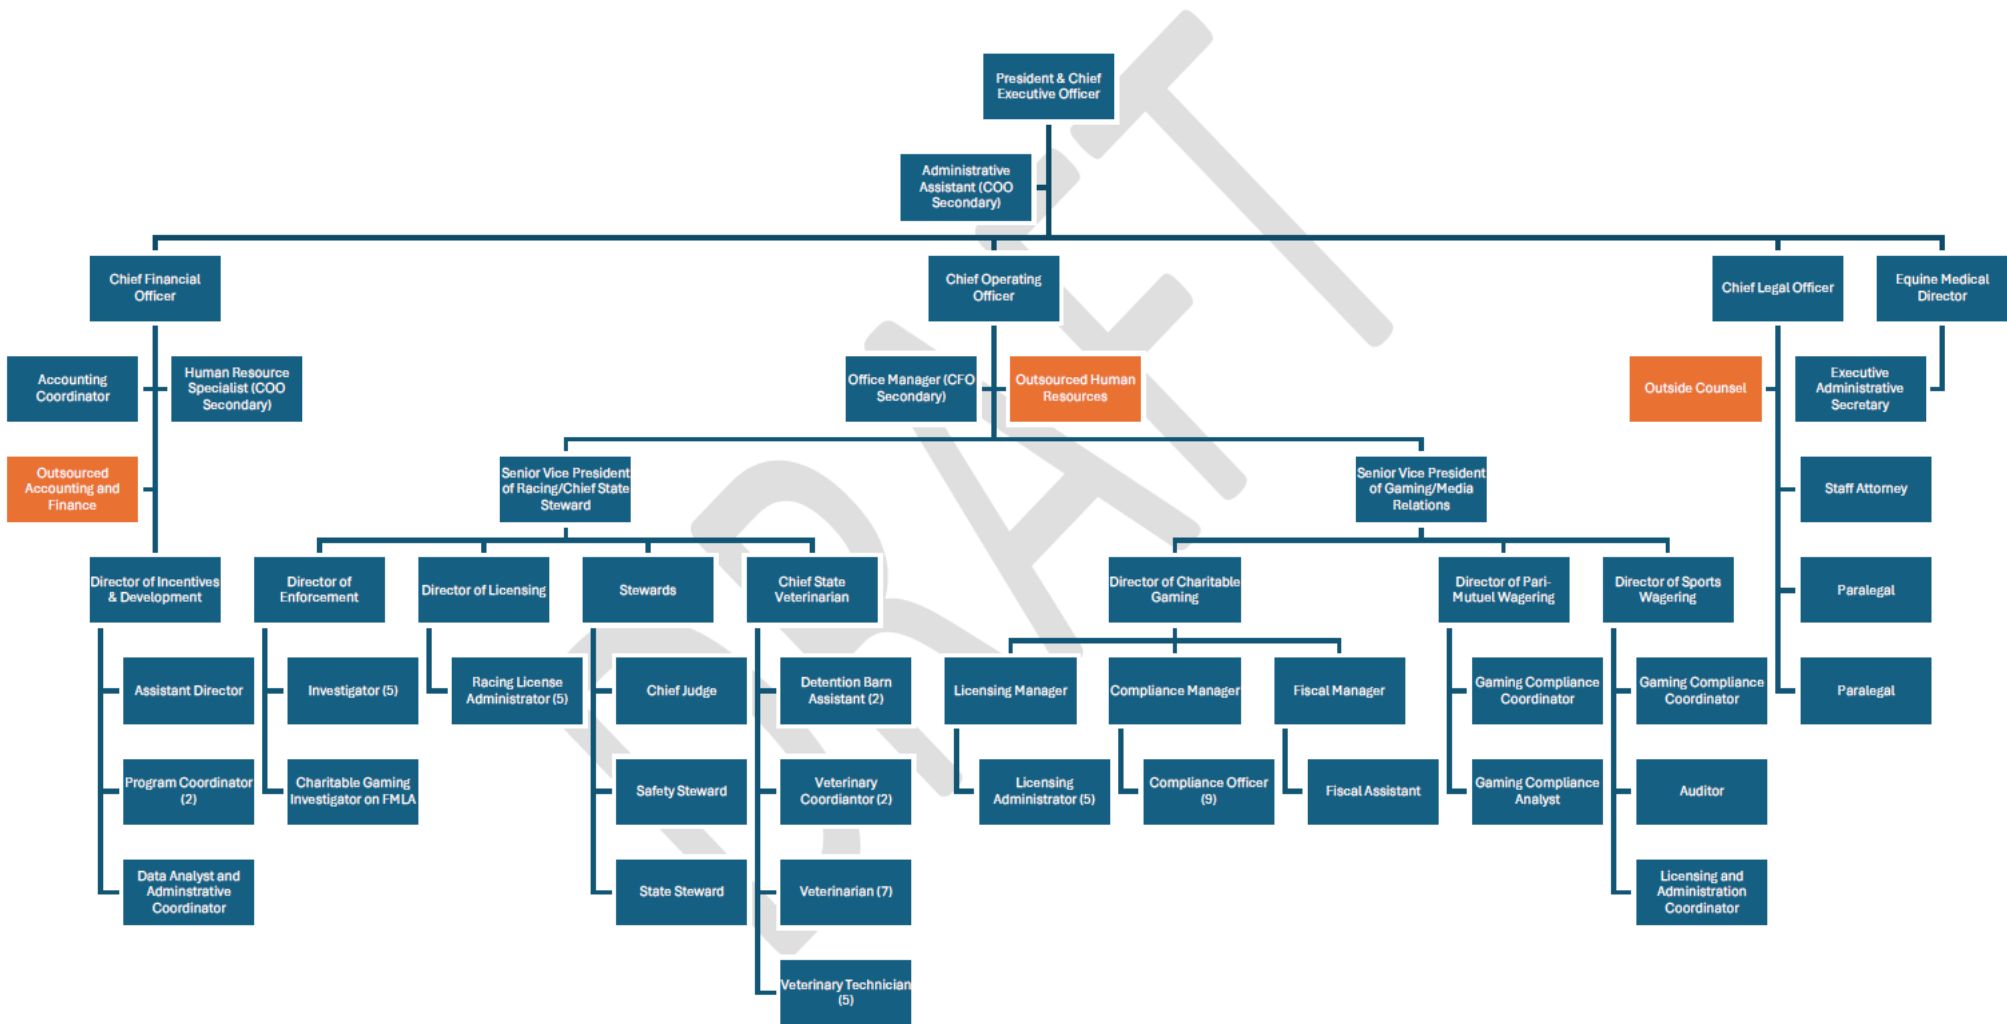 President & Chief
Executive Officer
Administrative
Assistant (COO
Secondary)
Chief Financial
Officer
Chief Operating
Officer
Chief Legal Officer
Equine Medical
Director
Accounting
Coordinator
Human Resource
Specialist (COO
Secondary)
Office Manager (CFO
Secondary)
Outsourced Human
Resources
Outside Counsel
Executive
Administrative
Secretary
Outsourced
Accounting and
Finance
Senior Vice President
of Racing/Chief State
Steward
Senior Vice President
of Gaming/Media
Relations
Staff Attorney
Director of Incentives
& Development
Director of
Enforcement
Director of Licensing
Stewards
Chief State
Veterinarian
Director of Charitable
Gaming
Director of Pari-
Mutuel Wagering
Director of Sports
Wagering
Paralegal
Assistant Director
Investigator (5)
Racing License
Administrator (5)
Chief Judge
Detention Barn
Assistant (2)
Licensing Manager
Compliance Manager
Fiscal Manager
Gaming Compliance
Coordinator
Gaming Compliance
Coordinator
Paralegal
Program Coordinator
(2)
Charitable Gaming
Investigator on FMLA
Safety Steward
Veterinary
Coordiantor (2)
Licensing
Administrator (5)
Compliance Officer
(9)
Fiscal Assistant
Gaming Compliance
Analyst
Auditor
Data Analyst and
Adminstrative
Coordinator
State Steward
Veterinarian (7)
Licensing and
Administration
Coordinator
Veterinary Technician
(5)
DRAFT